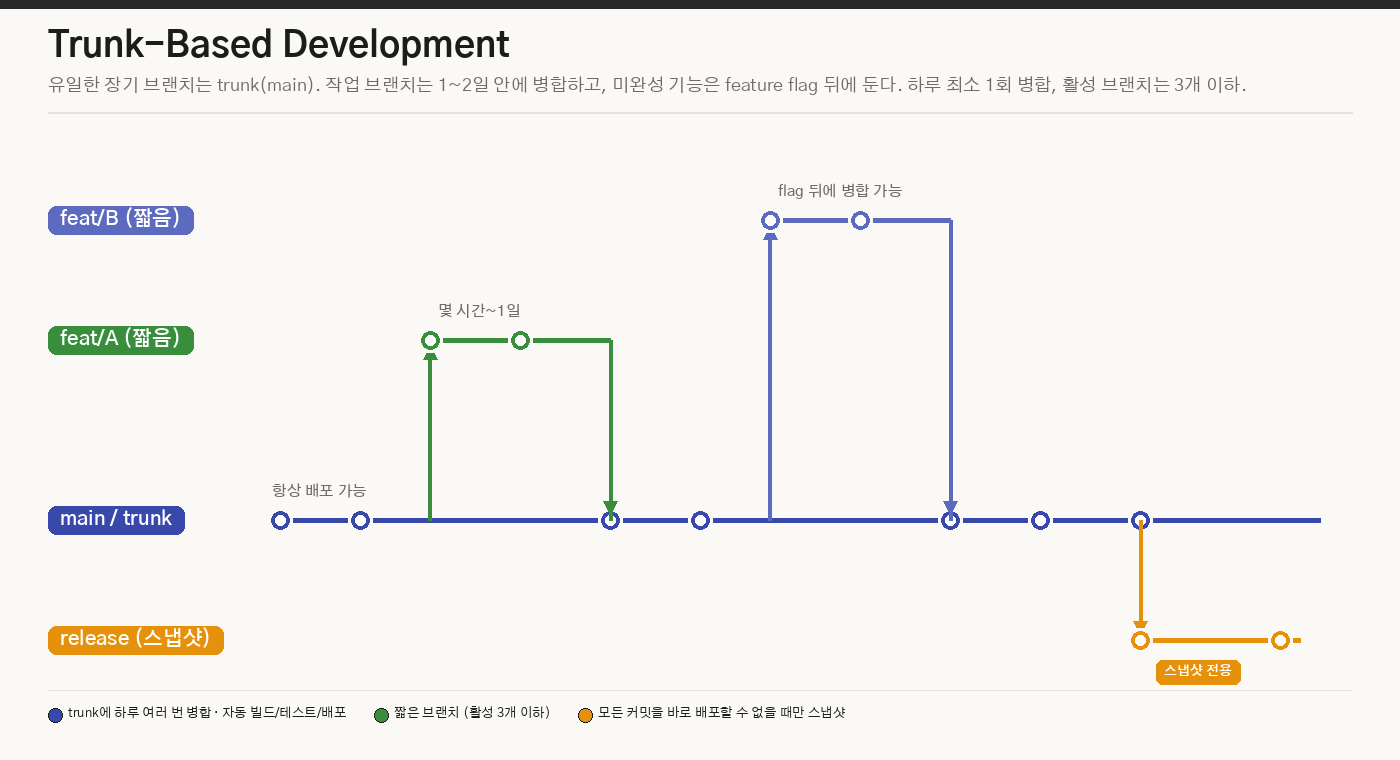 Trunk-Based Development
유일한 장기 브랜치는 trunk(main). 작업 브랜치는 1~2일 안에 병합하고, 미완성 기능은 feature flag 뒤에 둔다. 하루 최소 1회 병합, 활성 브랜치는 3개 이하.
flag 뒤에 병합 가능
feat/B (짧음)
몇 시간~1일
feat/A (짧음)
항상 배포 가능
main / trunk
release (스냅샷)
스냅샷 전용
trunk에 하루 여러 번 병합 · 자동 빌드/테스트/배포
짧은 브랜치 (활성 3개 이하)
모든 커밋을 바로 배포할 수 없을 때만 스냅샷